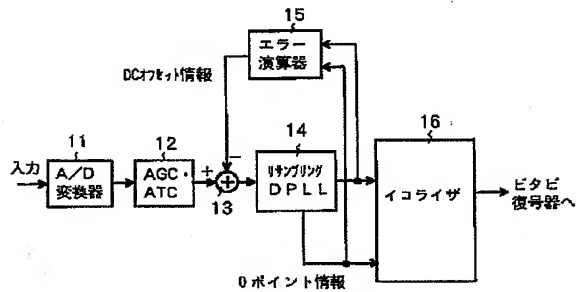 15
エラー
演算器
DCオフセット情報
16
11
12
14
入力
A/D
変換器
AGC・
ATC
+
−
13
リサンプリング
DPLL
イコライザ
ビタビ
復号器へ
0ポイント情報